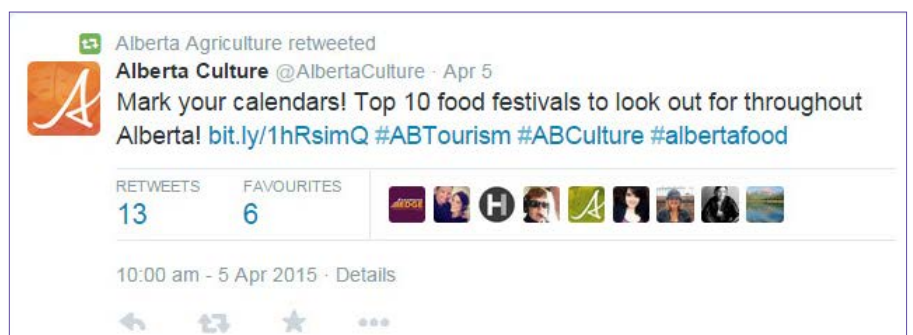 Alberta Agriculture retweeted
Alberta Culture @AlbertaCulture · Apr 5
Mark your calendars! Top 10 food festivals to look out for throughout
Alberta! bit.ly/1hRsimQ #ABTourism #ABCulture #albertafood
RETWEETS FAVOURITES
13 6
H
10:00 am - 5 Apr 2015 · Details